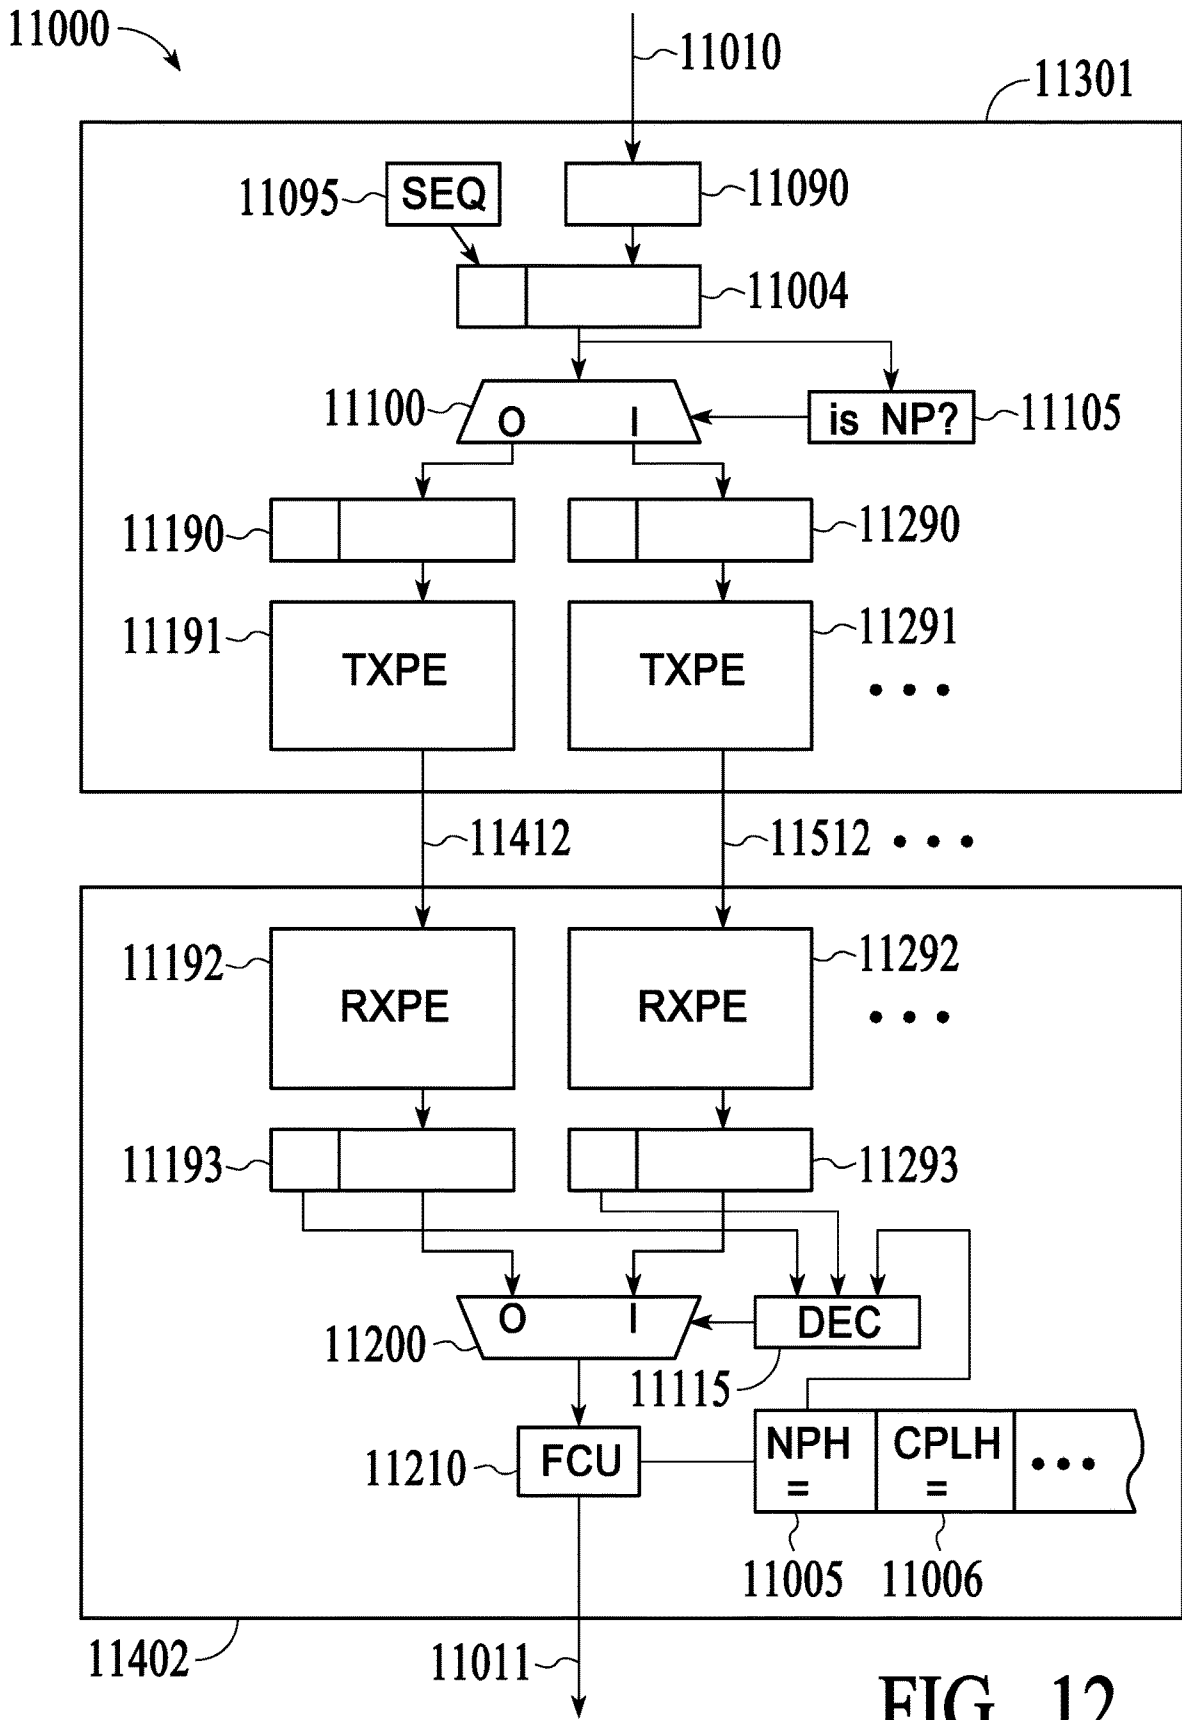 11000
11010
11301
11095
SEQ
11090
11004
11100
O I
is NP?
11105
11190
11290
11191
TXPE
TXPE
11291
• • •
11412
11512 • • •
11192
RXPE
RXPE
11292
• • •
11193
11293
O I
DEC
11200
11115
11210
FCU
NPH
=
CPLH
=
• • •
11005
11006
11402
11011
FIG. 12